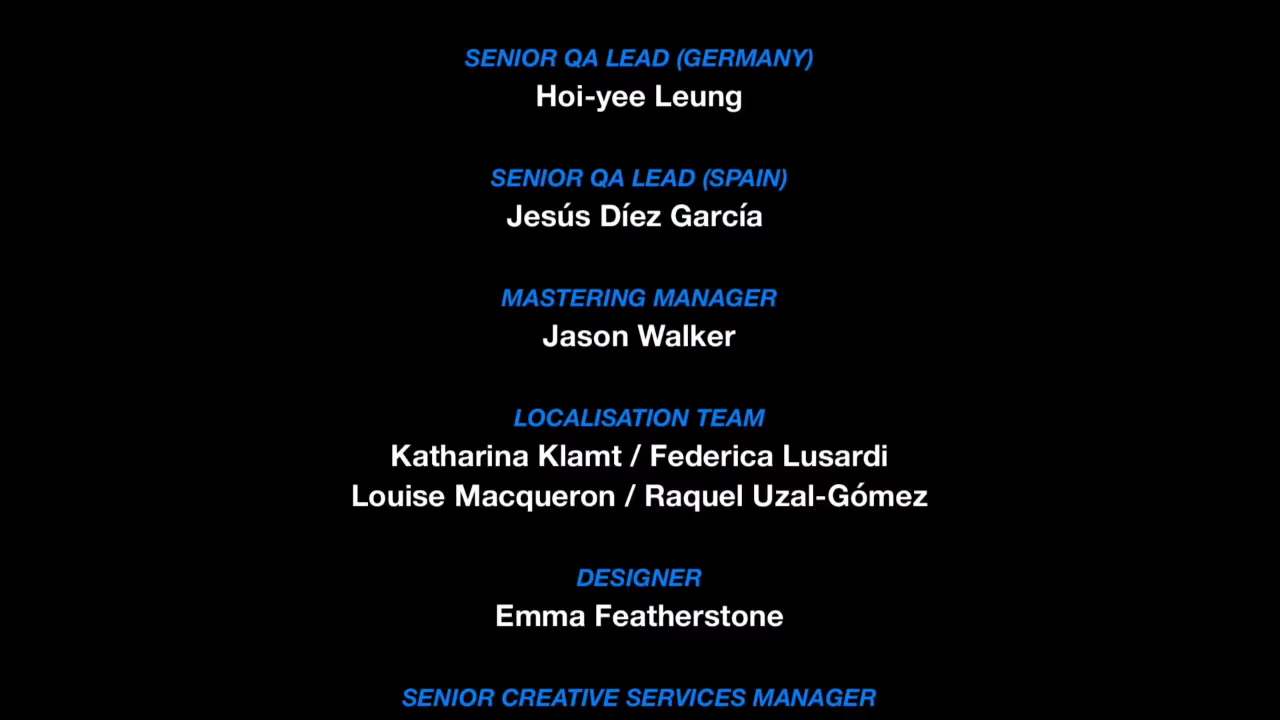 SENIOR QA LEAD (GERMANY)
Hoi-yee Leung
SENIOR QA LEAD (SPAIN)
Jesús Díez García
MASTERING MANAGER
Jason Walker
LOCALISATION TEAM
Katharina Klamt / Federica Lusardi
Louise Macqueron / Raquel Uzal-Gómez
DESIGNER
Emma Featherstone
SENIOR CREATIVE SERVICES MANAGER